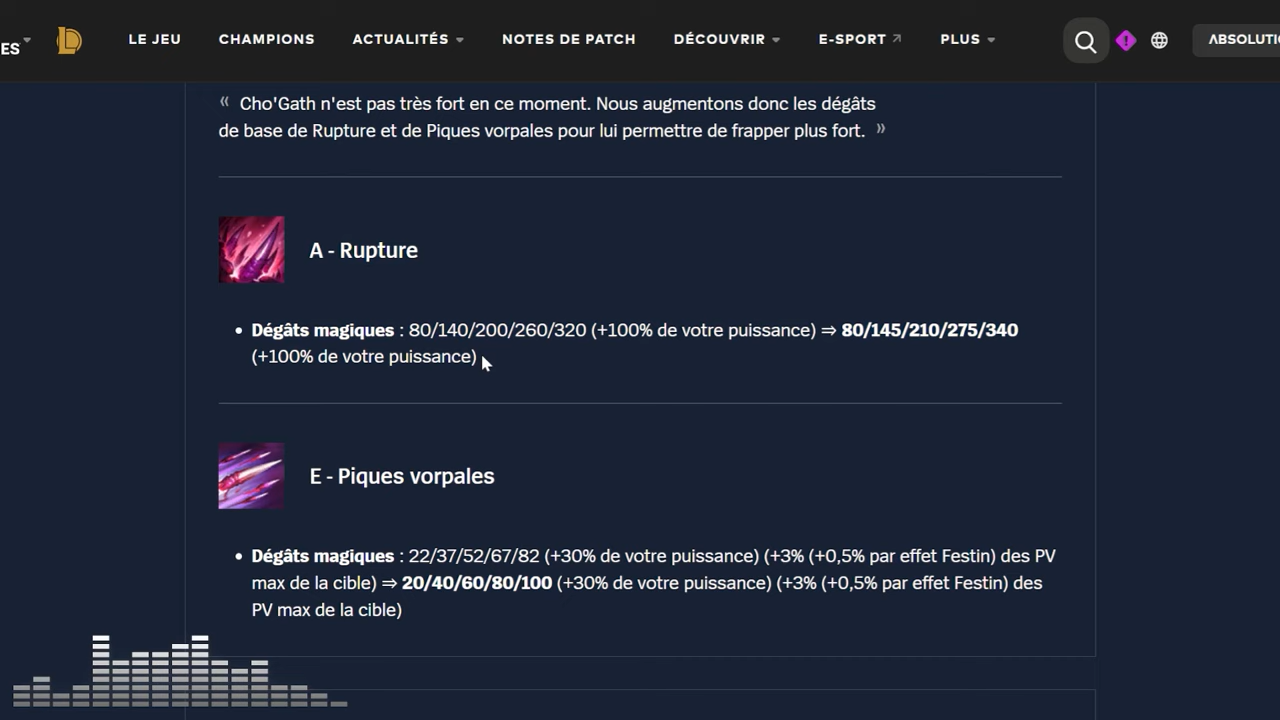 ES
LE JEU CHAMPIONS ACTUALITÉS NOTES DE PATCH DÉCOUVRIR E-SPORT PLUS ABSOLUTIO
« Cho'Gath n'est pas très fort en ce moment. Nous augmentons donc les dégâts
de base de Rupture et de Piques vorpales pour lui permettre de frapper plus fort. »
A - Rupture
• Dégâts magiques : 80/140/200/260/320 (+100% de votre puissance) ⇒ 80/145/210/275/340
(+100% de votre puissance)
E - Piques vorpales
• Dégâts magiques : 22/37/52/67/82 (+30% de votre puissance) (+3% (+0,5% par effet Festin) des PV
max de la cible) ⇒ 20/40/60/80/100 (+30% de votre puissance) (+3% (+0,5% par effet Festin) des
PV max de la cible)